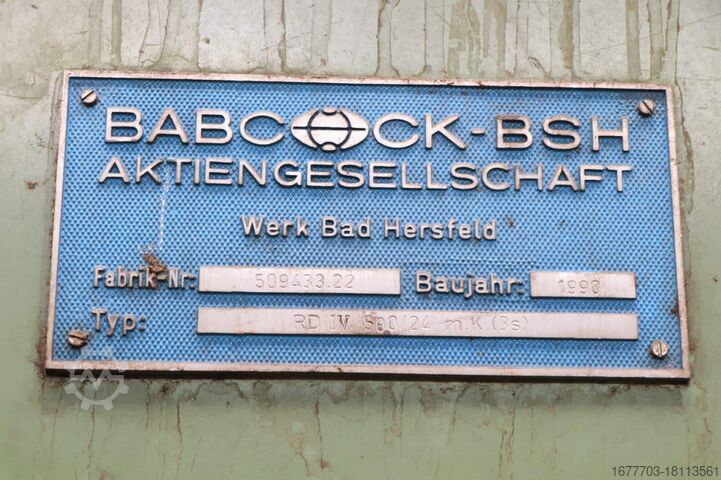 BABCOCK-BSH
AKTIENGESELLSCHAFT
Werk Bad Hersfeld
Fabrik-Nr: 509433.22 Baujahr: 1990
Typ: RD IV 24 m.K.(3s)
1677703-18113561